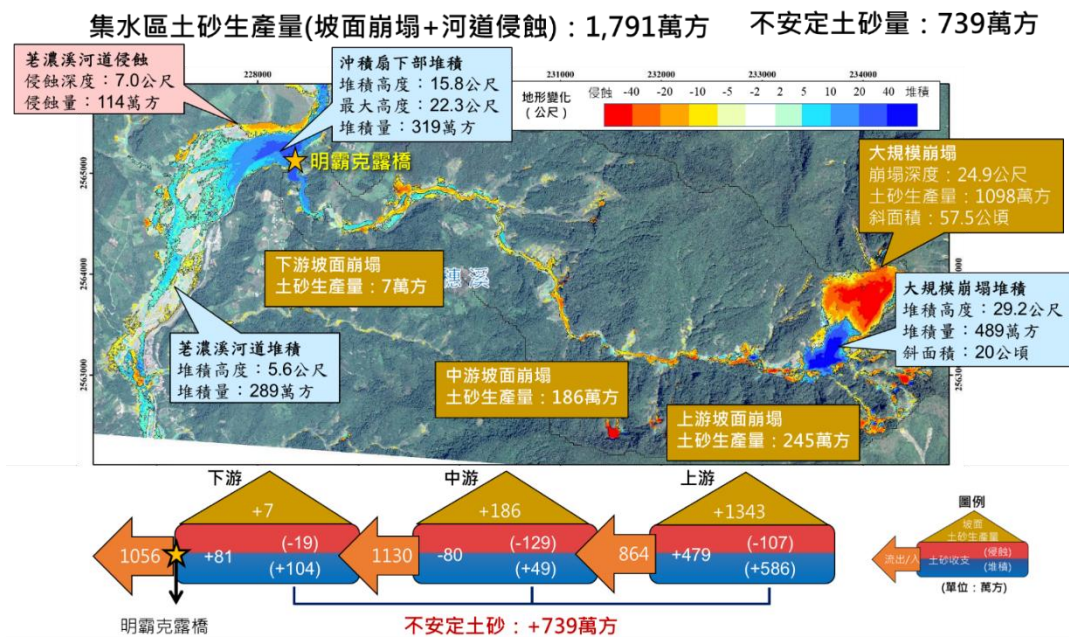 集水區土砂生產量(坡面崩塌+河道侵蝕)：1,791萬方
不安定土砂量：739萬方
荖濃溪河道侵蝕
侵蝕深度：7.0公尺
侵蝕量：114萬方
沖積扇下部堆積
堆積高度：15.8公尺
最大高度：22.3公尺
堆積量：319萬方
228000
231000
232000
233000
234000
地形變化
(公尺)
侵蝕 -40 -20 -10 -5 -2 2 5 10 20 40 堆積
大規模崩塌
崩塌深度：24.9公尺
土砂生產量：1098萬方
斜面積：57.5公頃
明霸克露橋
2565000
2564000
2563000
下游坡面崩塌
土砂生產量：7萬方
穗溪
大規模崩塌堆積
堆積高度：29.2公尺
堆積量：489萬方
斜面積：20公頃
荖濃溪河道堆積
堆積高度：5.6公尺
堆積量：289萬方
中游坡面崩塌
土砂生產量：186萬方
上游坡面崩塌
土砂生產量：245萬方
下游
中游
上游
+7
+186
+1343
1056
+81
(-19)
(+104)
1130
-80
(-129)
(+49)
864
+479
(-107)
(+586)
圖例
坡面
土砂生產量
流出/入
土砂收支
(侵蝕)
(堆積)
(單位：萬方)
明霸克露橋
不安定土砂：+739萬方